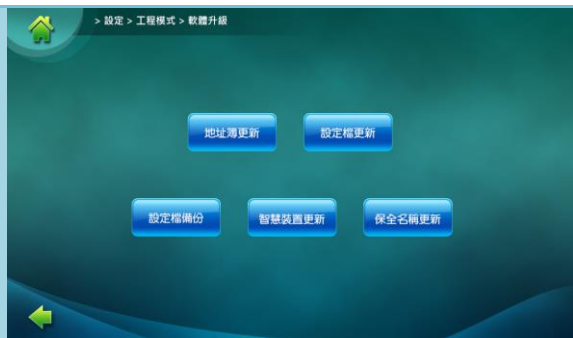 > 設定 > 工程模式 > 軟體升級
地址簿更新 設定檔更新
設定檔備份 智慧裝置更新 保全名稱更新